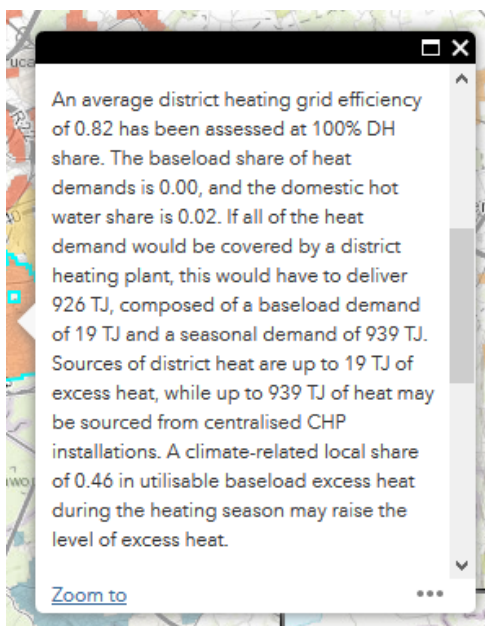 An average district heating grid efficiency
of 0.82 has been assessed at 100% DH
share. The baseload share of heat
demands is 0.00, and the domestic hot
water share is 0.02. If all of the heat
demand would be covered by a district
heating plant, this would have to deliver
926 TJ, composed of a baseload demand
of 19 TJ and a seasonal demand of 939 TJ.
Sources of district heat are up to 19 TJ of
excess heat, while up to 939 TJ of heat may
be sourced from centralised CHP
installations. A climate-related local share
of 0.46 in utilisable baseload excess heat
during the heating season may raise the
level of excess heat.
Zoom to